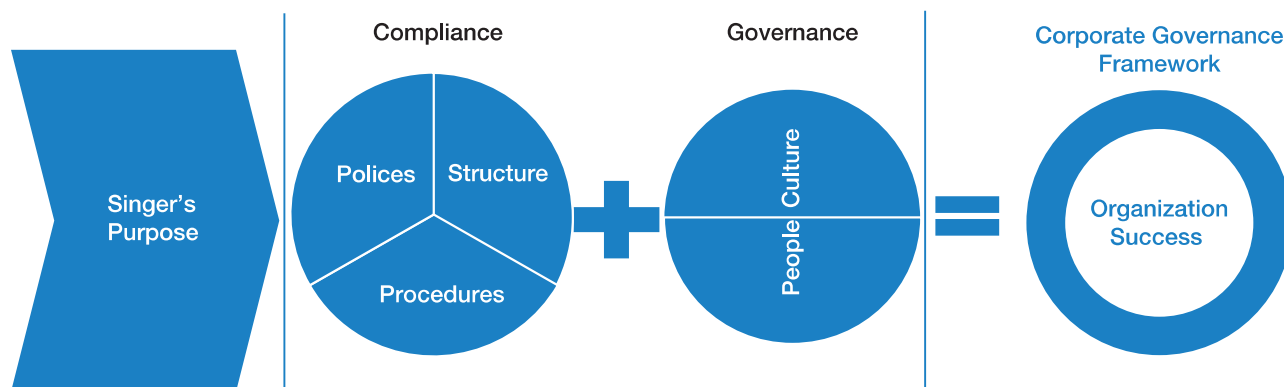 Singer's
Purpose
Compliance
Polices
Structure
Procedures
Governance
Culture
People
Corporate Governance
Framework
Organization
Success